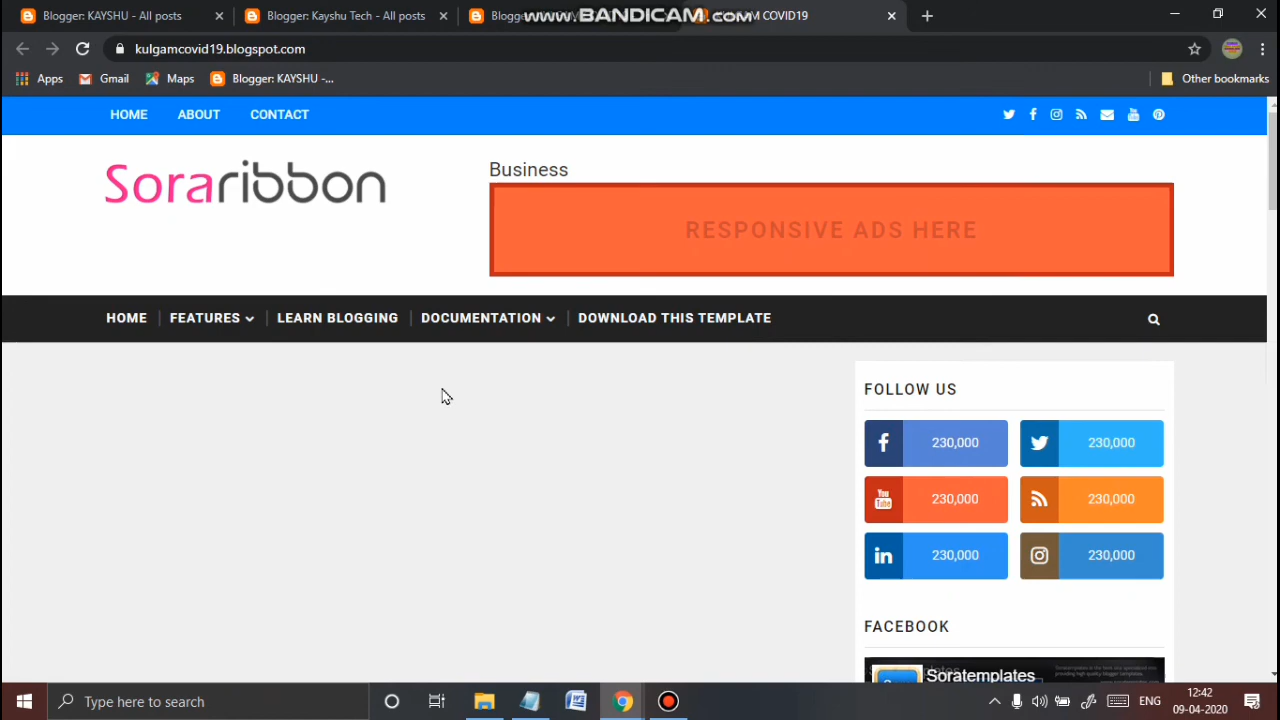 Blogger: KAYSHU - All posts
Blogger: Kayshu Tech - All posts
Blogger:
www.BANDICAM.com
COVID19
kulgamcovid19.blogspot.com
Apps
Gmail
Maps
Blogger: KAYSHU -...
Other bookmarks
HOME
ABOUT
CONTACT
Soraribbon
Business
RESPONSIVE ADS HERE
HOME
FEATURES
LEARN BLOGGING
DOCUMENTATION
DOWNLOAD THIS TEMPLATE
FOLLOW US
230,000
230,000
You Tube
230,000
230,000
230,000
230,000
FACEBOOK
Soratemplates
Type here to search
ENG
12:42
09-04-2020